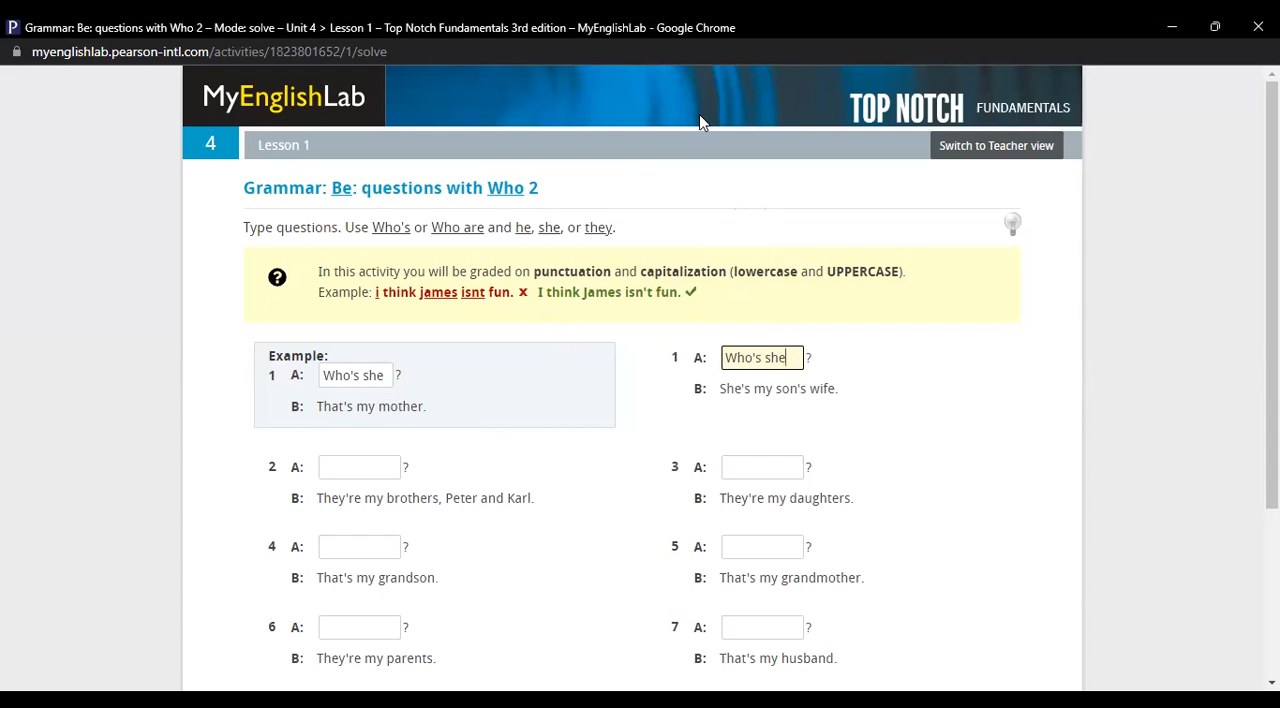 Grammar: Be: questions with Who 2 – Mode: solve – Unit 4 > Lesson 1 – Top Notch Fundamentals 3rd edition – MyEnglishLab - Google Chrome
myenglishlab.pearson-intl.com/activities/1823801652/1/solve
MyEnglishLab
TOP NOTCH FUNDAMENTALS
4 Lesson 1
Switch to Teacher view
Grammar: Be: questions with Who 2
Type questions. Use Who's or Who are and he, she, or they.
In this activity you will be graded on punctuation and capitalization (lowercase and UPPERCASE).
Example: i think james isnt fun. x I think James isn't fun. ✓
Example:
1 A: Who's she ?
B: That's my mother.
1 A: Who's she ?
B: She's my son's wife.
2 A: ?
B: They're my brothers, Peter and Karl.
3 A: ?
B: They're my daughters.
4 A: ?
B: That's my grandson.
5 A: ?
B: That's my grandmother.
6 A: ?
B: They're my parents.
7 A: ?
B: That's my husband.